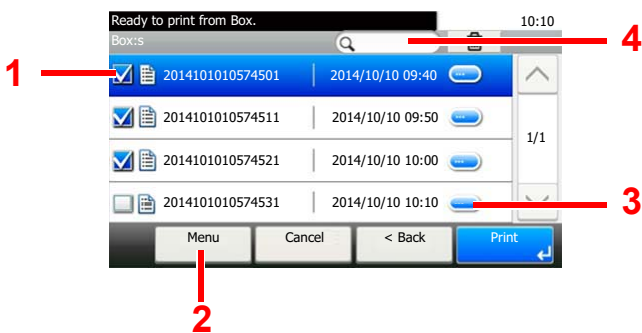 Ready to print from Box. 10:10
Box:s 4
1 2014101010574501 2014/10/10 09:40
2014101010574511 2014/10/10 09:50
1/1
2014101010574521 2014/10/10 10:00
2014101010574531 2014/10/10 10:10 3
Menu Cancel < Back Print
2